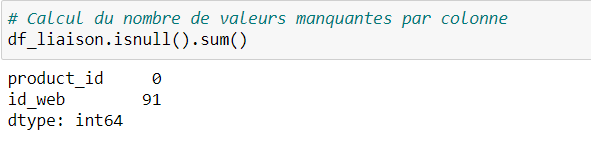 # Calcul du nombre de valeurs manquantes par colonne
df_liaison.isnull().sum()
product_id     0
id_web        91
dtype: int64